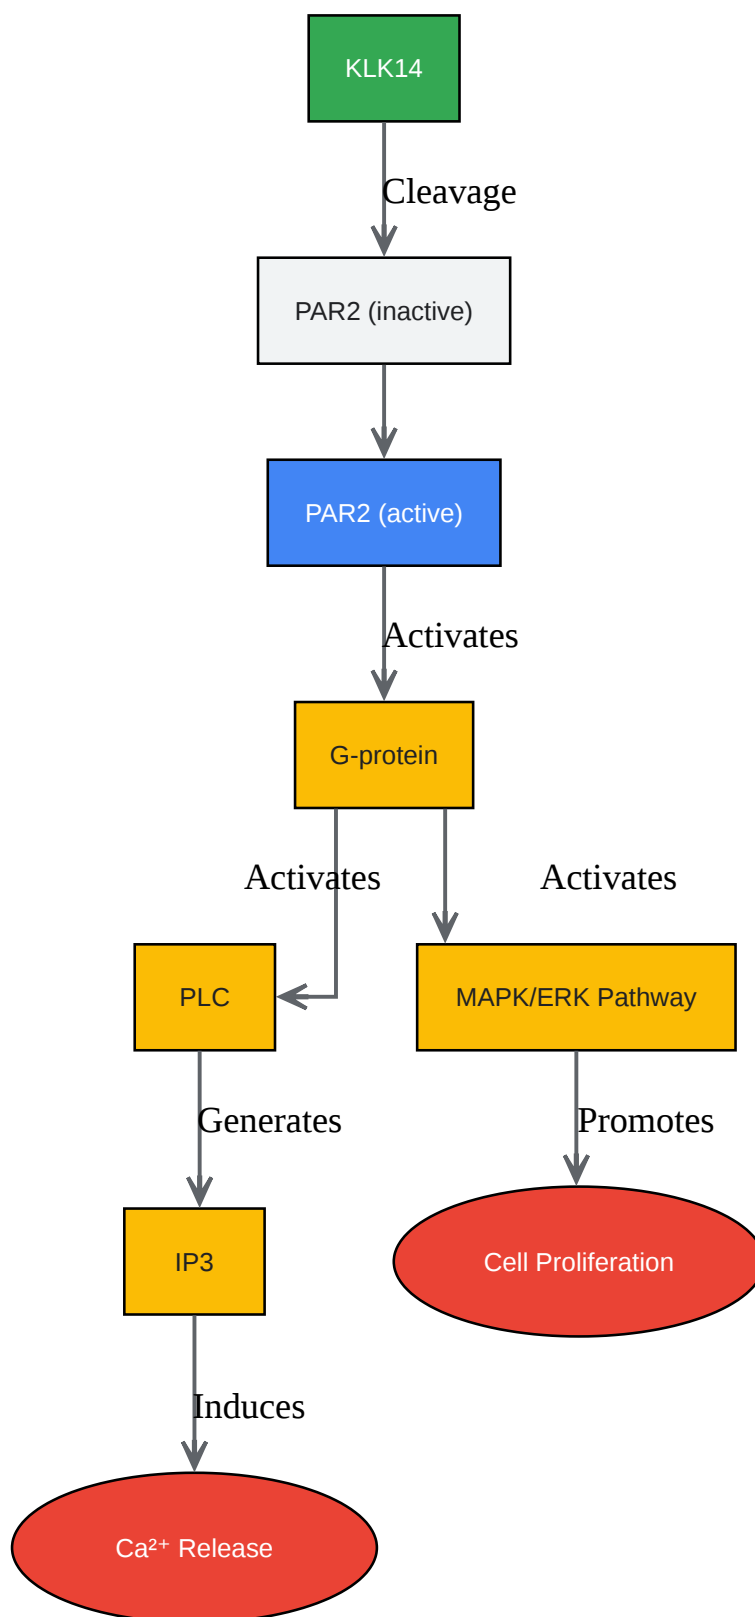 KLK14
Cleavage
PAR2 (inactive)
PAR2 (active)
Activates
G-protein
Activates
Activates
PLC
MAPK/ERK Pathway
Generates
Promotes
IP3
Cell Proliferation
Induces
Ca²⁺ Release